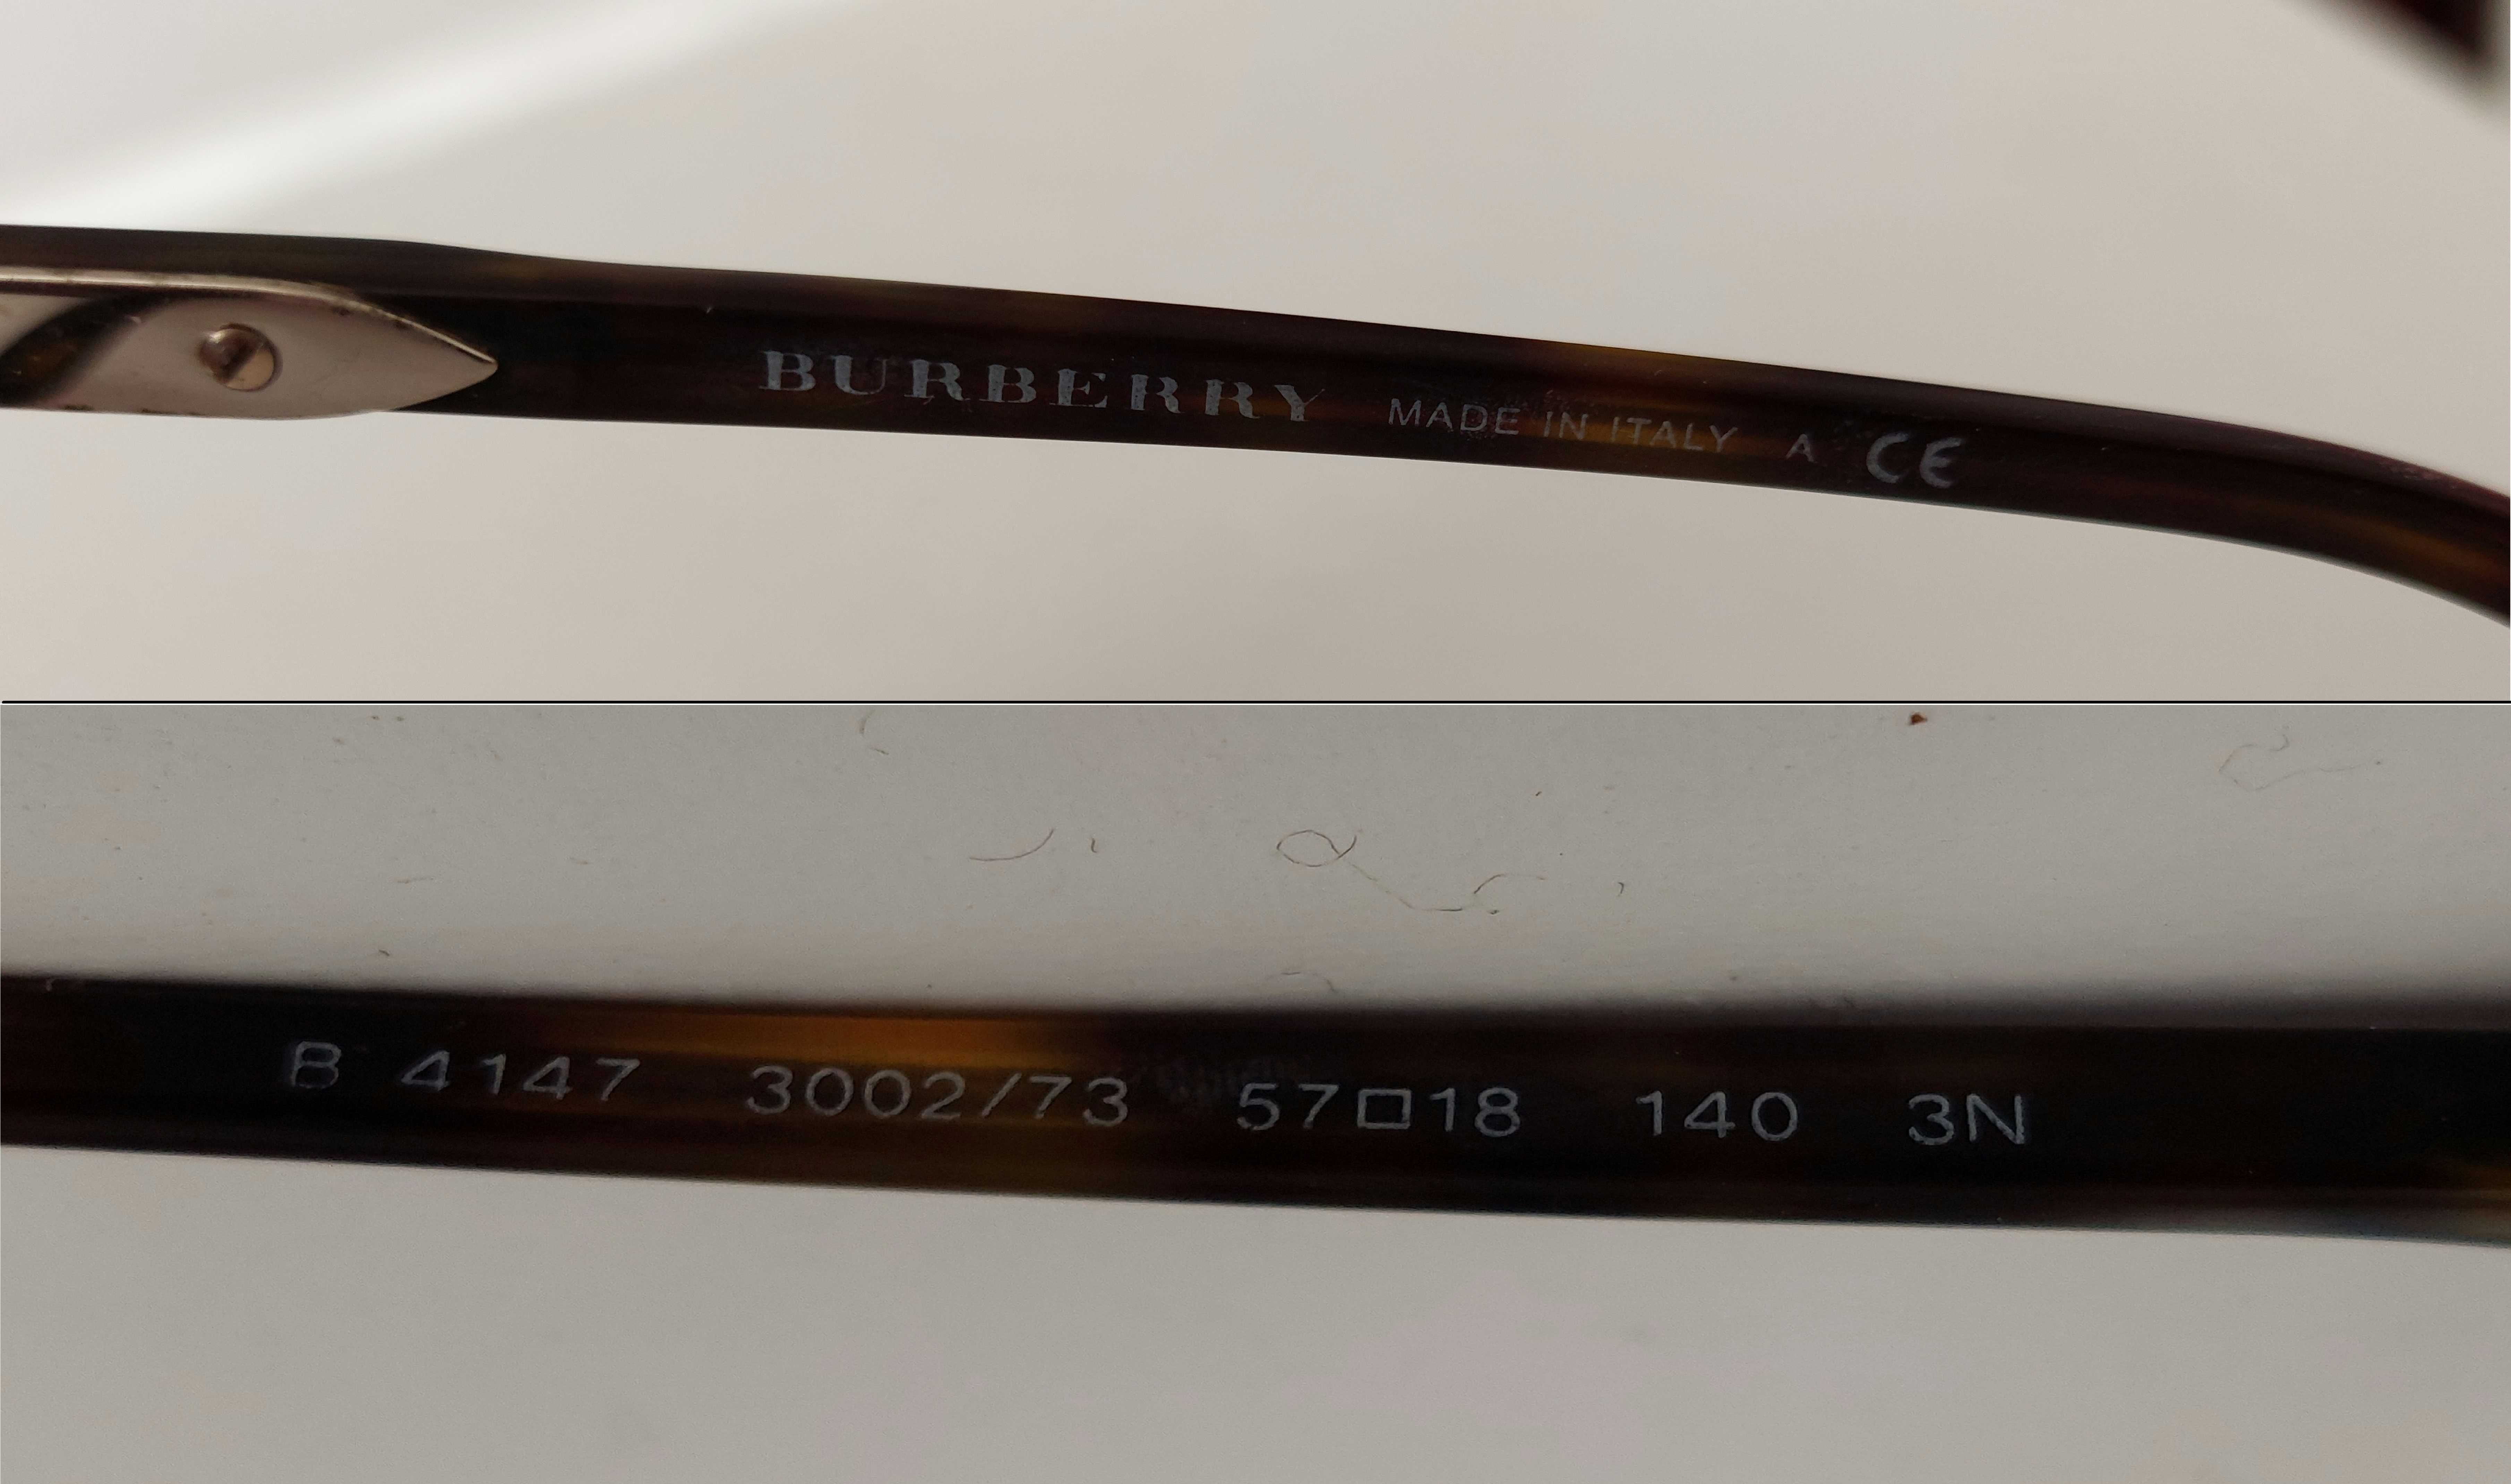 BURBERRY MADE IN ITALY A CE
B 4147 3002/73 57□18 140 3N